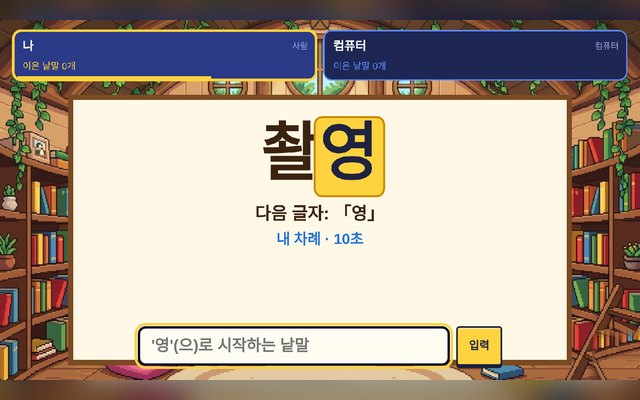 나 사람
이은 낱말 0개
컴퓨터 컴퓨터
이은 낱말 0개
촬영
다음 글자: 「영」
내 차례 · 10초
'영'(으)로 시작하는 낱말
입력